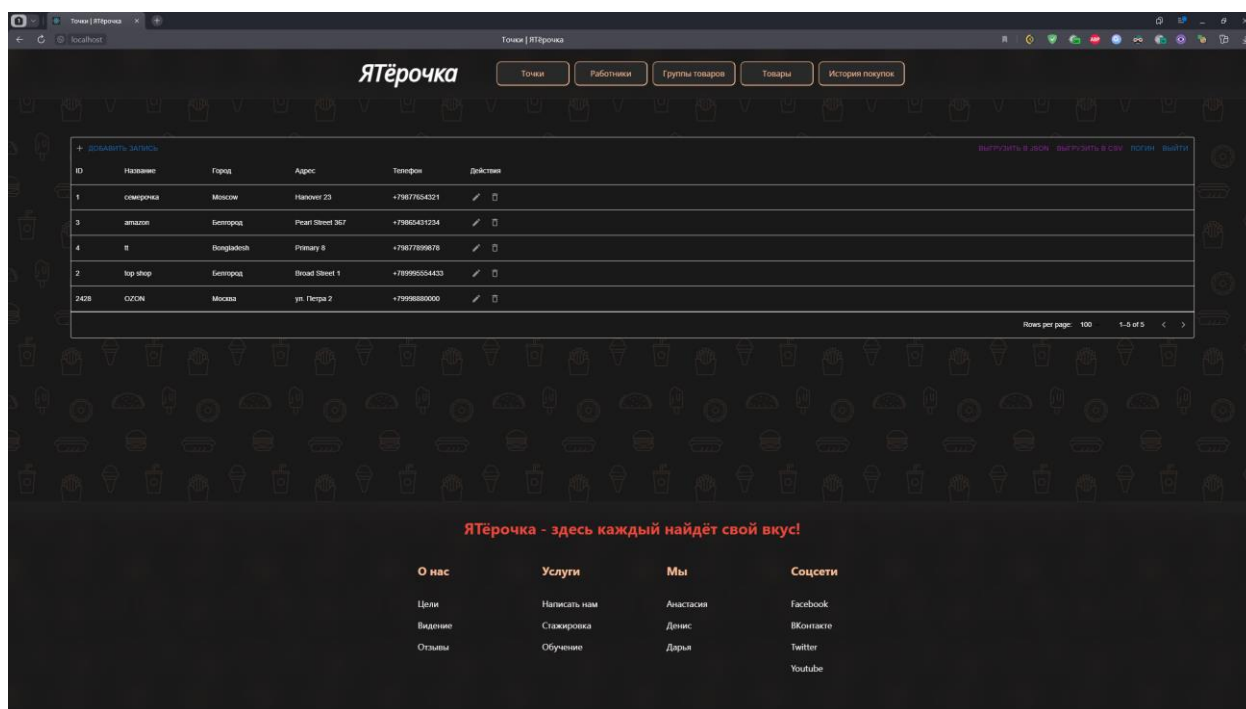 Точки | ЯТёрочка
localhost Точки | ЯТёрочка
ЯТёрочка Точки Работники Группы товаров Товары История покупок
+ ДОБАВИТЬ ЗАПИСЬ ВЫГРУЗИТЬ В JSON ВЫГРУЗИТЬ В CSV ЛОГИН ВЫЙТИ
ID Название Город Адрес Телефон Действия
1 семерочка Moscow Hanover 23 +79877654321
3 amazon Белгород Pearl Street 367 +79865431234
4 tt Bongladesh Primary 8 +79877899878
2 top shop Белгород Broad Street 1 +789995554433
2428 OZON Москва ул. Петра 2 +79998880000
Rows per page: 100 1–5 of 5
ЯТёрочка - здесь каждый найдёт свой вкус!
О нас Услуги Мы Соцсети
Цели Написать нам Анастасия Facebook
Видение Стажировка Денис ВКонтакте
Отзывы Обучение Дарья Twitter
Youtube